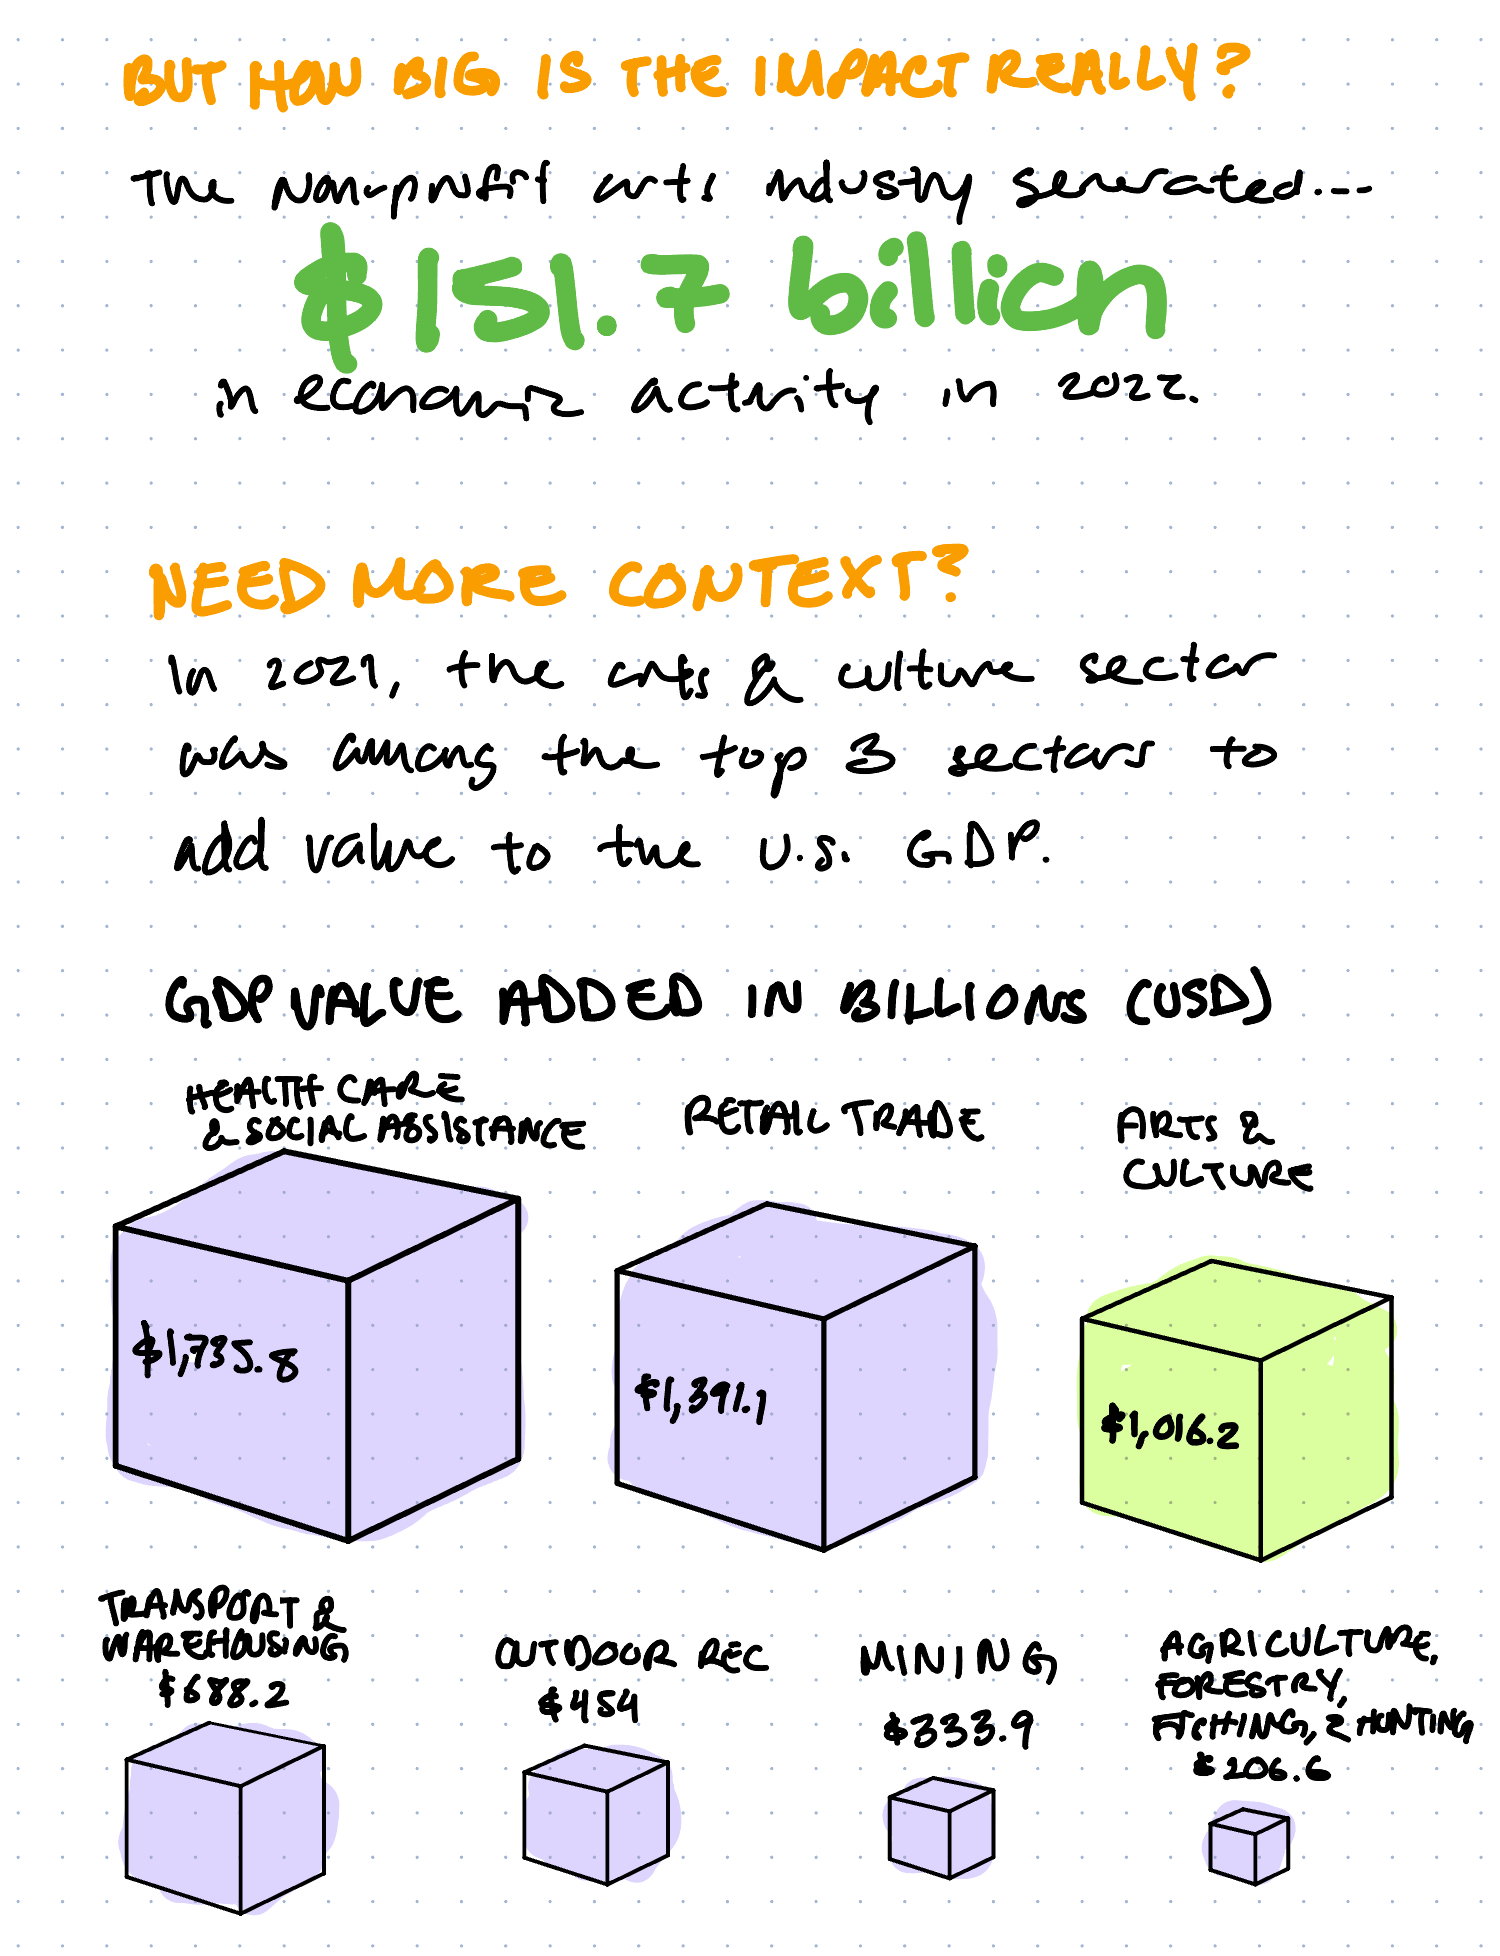 BUT HOW BIG IS THE IMPACT REALLY?
The non-profit arts industry generated...
$151.7 billion
in economic activity in 2022.
NEED MORE CONTEXT?
In 2021, the arts & culture sector
was among the top 3 sectors to
add value to the U.S. GDP.
GDP VALUE ADDED IN BILLIONS (USD)
HEALTH CARE
& SOCIAL ASSISTANCE
$1,735.8
RETAIL TRADE
$1,391.1
ARTS &
CULTURE
$1,016.2
TRANSPORT &
WAREHOUSING
$688.2
OUTDOOR REC
$454
MINING
$333.9
AGRICULTURE,
FORESTRY,
FISHING, & HUNTING
$206.6